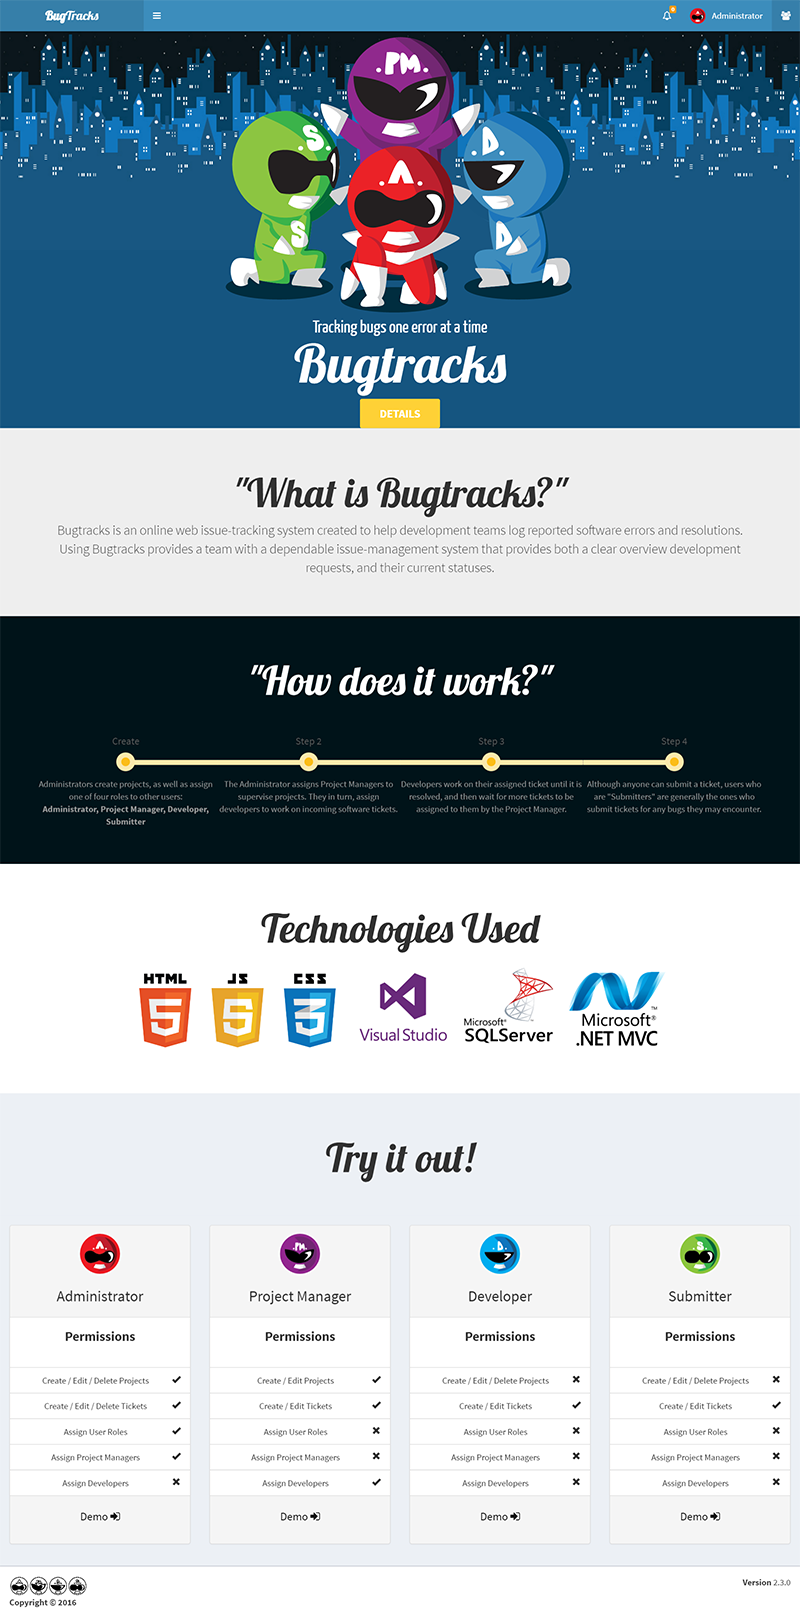 BugTracks
0
Administrator
.PM.
.S.
.A.
.D.
S
D
Tracking bugs one error at a time
Bugtracks
DETAILS
"What is Bugtracks?"
Bugtracks is an online web issue-tracking system created to help development teams log reported software errors and resolutions.
Using Bugtracks provides a team with a dependable issue-management system that provides both a clear overview development
requests, and their current statuses.
"How does it work?"
Create
Administrators create projects, as well as assign
one of four roles to other users:
Administrator, Project Manager, Developer,
Submitter
Step 2
The Administrator assigns Project Managers to
supervise projects. They in turn, assign
developers to work on incoming software tickets.
Step 3
Developers work on their assigned ticket until it is
resolved, and then wait for more tickets to be
assigned to them by the Project Manager.
Step 4
Although anyone can submit a ticket, users who
are "Submitters" are generally the ones who
submit tickets for any bugs they may encounter.
Technologies Used
HTML
5
JS
5
CSS
3
Visual Studio
Microsoft®
SQLServer
™
Microsoft®
.NET MVC
Try it out!
.A.
Administrator
Permissions
Create / Edit / Delete Projects ✔
Create / Edit / Delete Tickets ✔
Assign User Roles ✔
Assign Project Managers ✔
Assign Developers ✖
Demo
.PM.
Project Manager
Permissions
Create / Edit Projects ✔
Create / Edit Tickets ✔
Assign User Roles ✖
Assign Project Managers ✖
Assign Developers ✔
Demo
.D.
Developer
Permissions
Create / Edit / Delete Projects ✖
Create / Edit Tickets ✔
Assign User Roles ✖
Assign Project Managers ✖
Assign Developers ✖
Demo
.S.
Submitter
Permissions
Create / Edit / Delete Projects ✖
Create / Edit Tickets ✔
Assign User Roles ✖
Assign Project Managers ✖
Assign Developers ✖
Demo
Copyright © 2016
Version 2.3.0